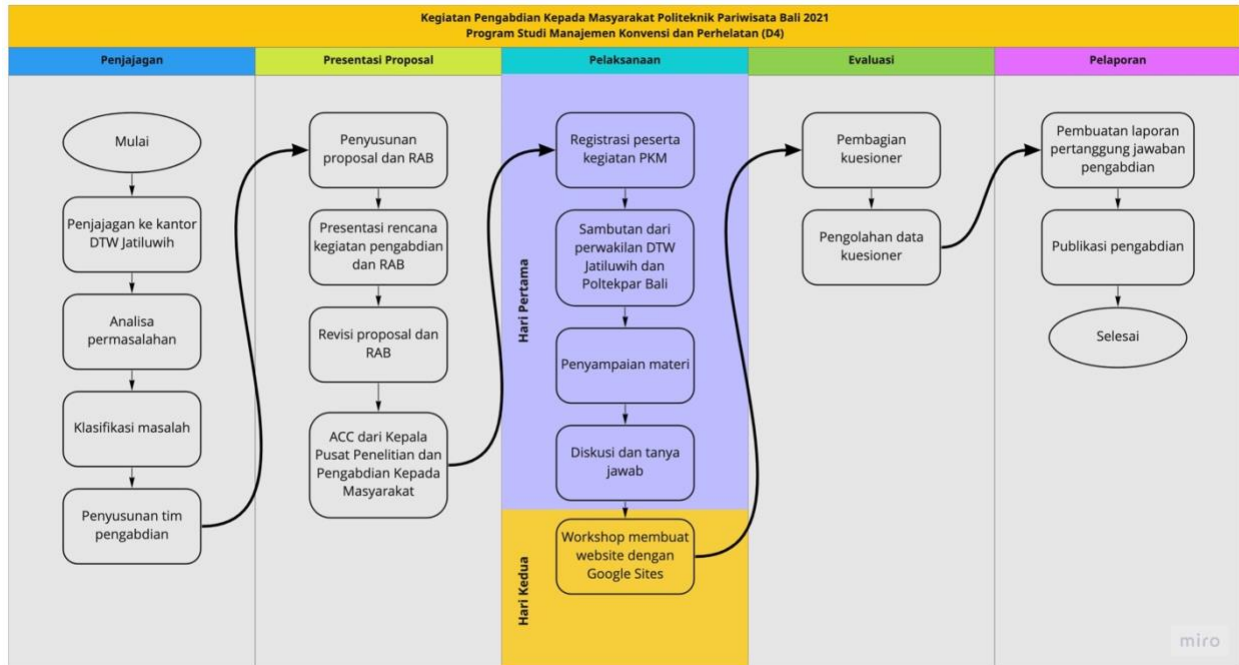 Kegiatan Pengabdian Kepada Masyarakat Politeknik Pariwisata Bali 2021
Program Studi Manajemen Konvensi dan Perhelatan (D4)
Penjajagan
Presentasi Proposal
Pelaksanaan
Evaluasi
Pelaporan
Mulai
Penjajagan ke kantor
DTW Jatiluwih
Analisa
permasalahan
Klasifikasi masalah
Penyusunan tim
pengabdian
Penyusunan
proposal dan RAB
Presentasi rencana
kegiatan pengabdian
dan RAB
Revisi proposal dan
RAB
ACC dari Kepala
Pusat Penelitian dan
Pengabdian Kepada
Masyarakat
Hari Pertama
Registrasi peserta
kegiatan PKM
Sambutan dari
perwakilan DTW
Jatiluwih dan
Poltekpar Bali
Penyampaian materi
Diskusi dan tanya
jawab
Hari Kedua
Workshop membuat
website dengan
Google Sites
Pembagian
kuesioner
Pengolahan data
kuesioner
Pembuatan laporan
pertanggung jawaban
pengabdian
Publikasi pengabdian
Selesai
miro